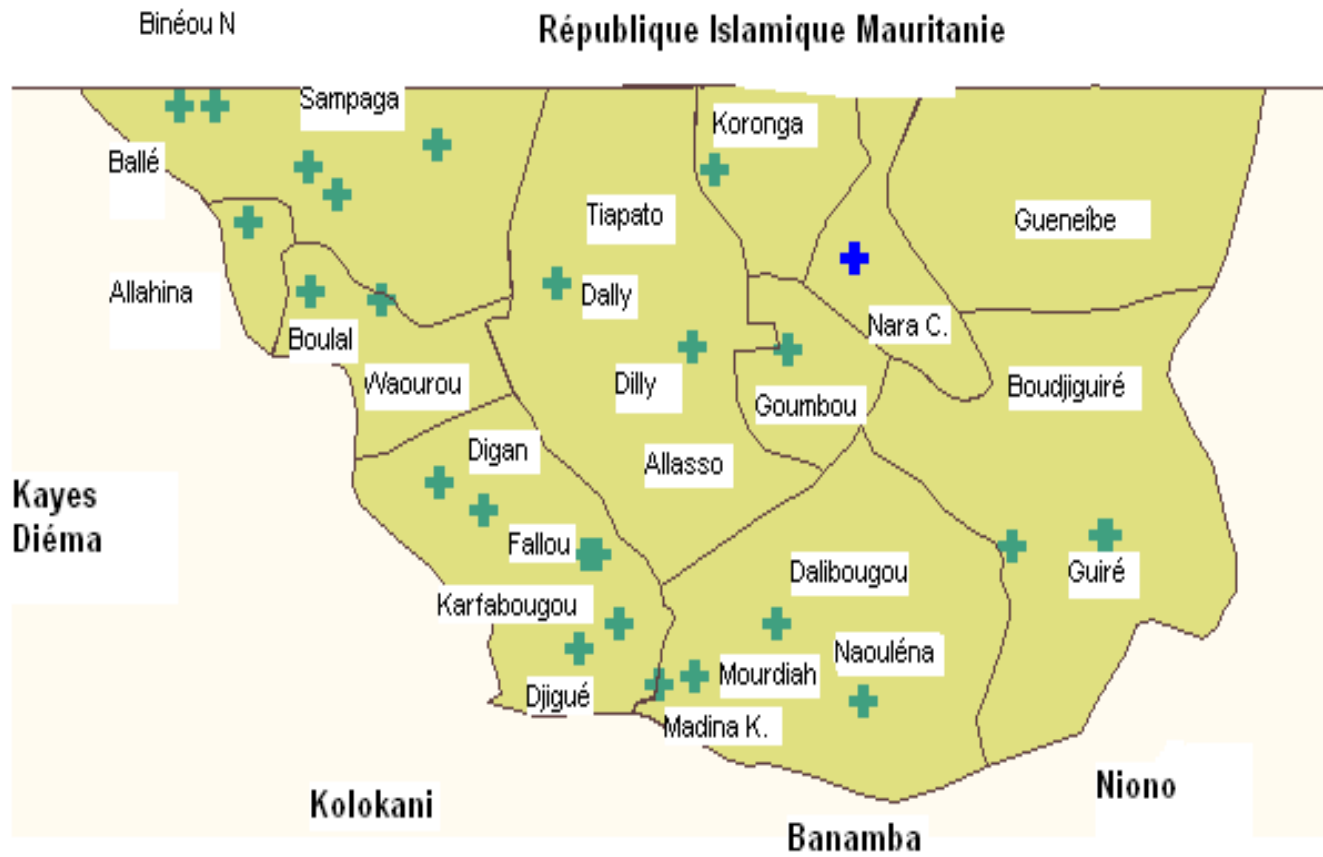 Binéou N
République Islamique Mauritanie
Sampaga
Koronga
Ballé
Tiapato
Gueneîbe
Allahina
Dally
Boulal
Nara C.
Waourou
Dilly
Goumbou
Boudjiguiré
Digan
Allasso
Kayes
Diéma
Fallou
Dalibougou
Guiré
Karfabougou
Naouléna
Mourdiah
Djigué
Madina K.
Niono
Kolokani
Banamba